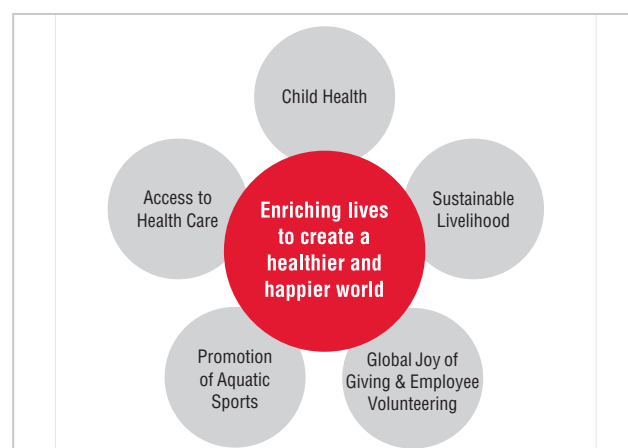 Child Health
Access to
Health Care
Enriching lives
to create a
healthier and
happier world
Sustainable
Livelihood
Promotion
of Aquatic
Sports
Global Joy of
Giving & Employee
Volunteering